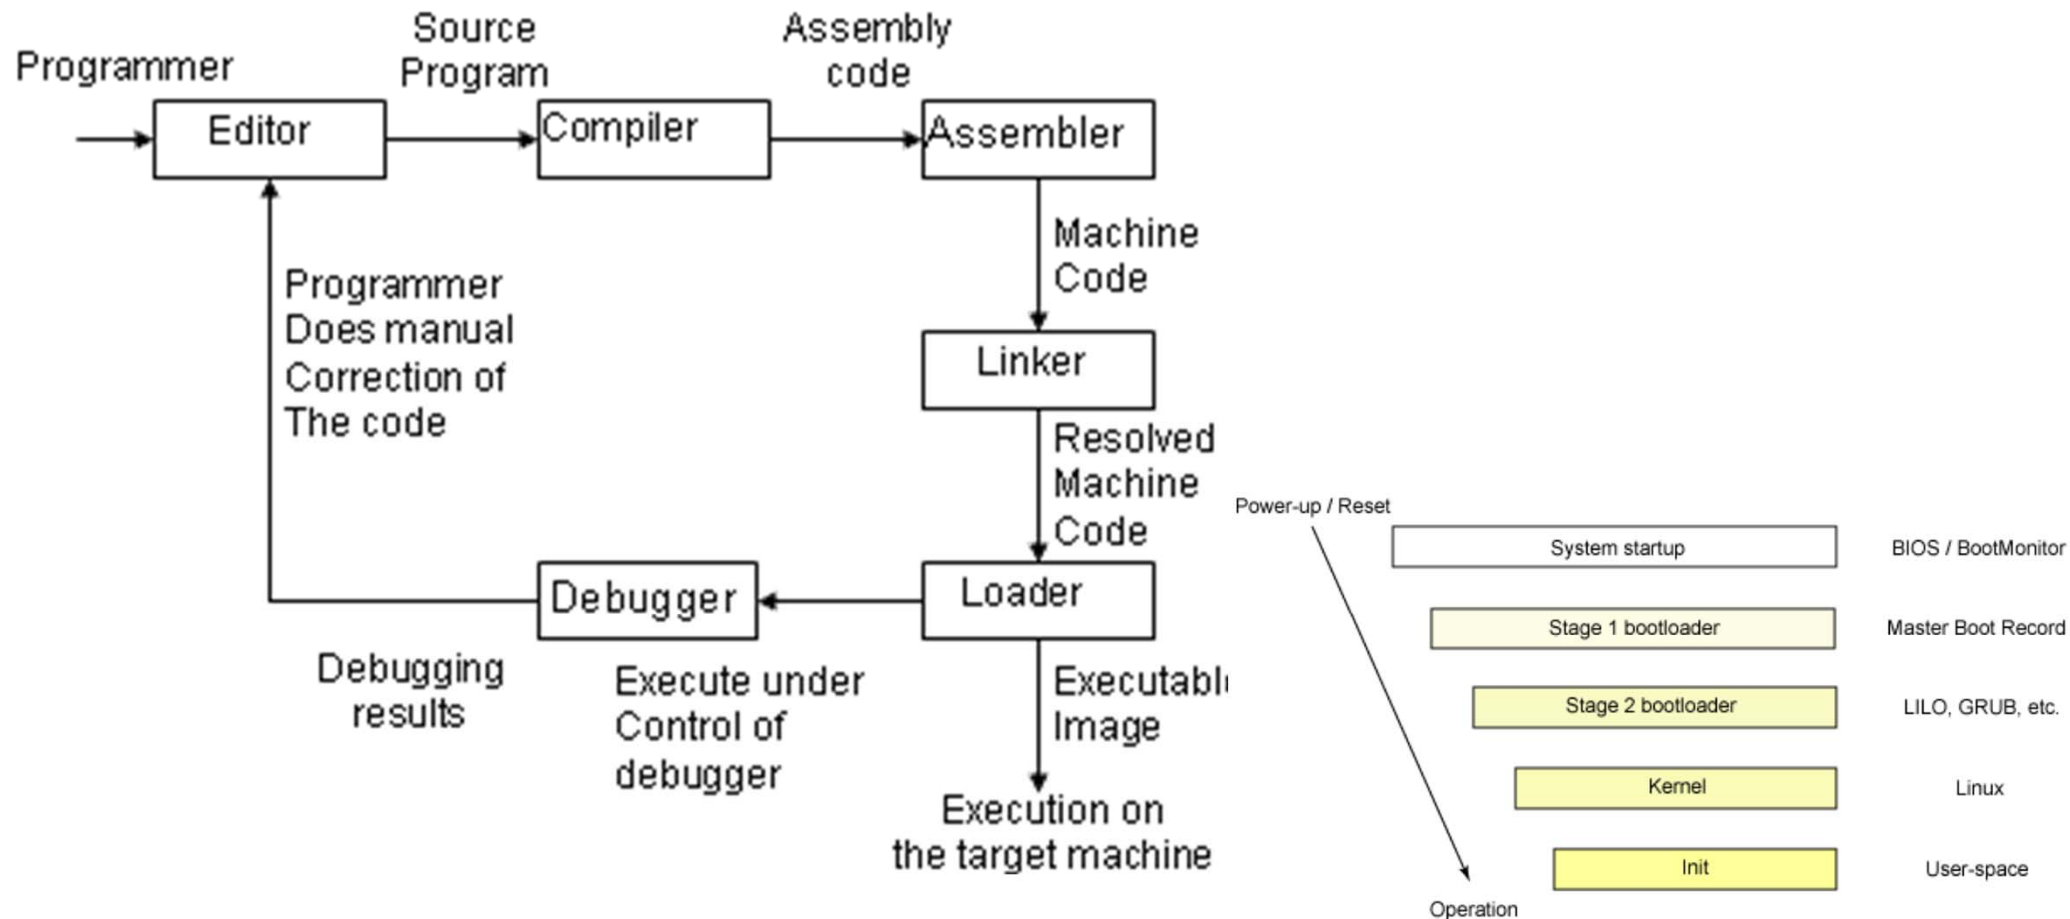 Programmer
Source
Program
Assembly
code
Editor
Compiler
Assembler
Machine
Code
Programmer
Does manual
Correction of
The code
Linker
Resolved
Machine
Code
Debugger
Loader
Debugging
results
Execute under
Control of
debugger
Executabl
Image
Execution on
the target machine
Power-up / Reset
System startup
BIOS / BootMonitor
Stage 1 bootloader
Master Boot Record
Stage 2 bootloader
LILO, GRUB, etc.
Kernel
Linux
Init
User-space
Operation